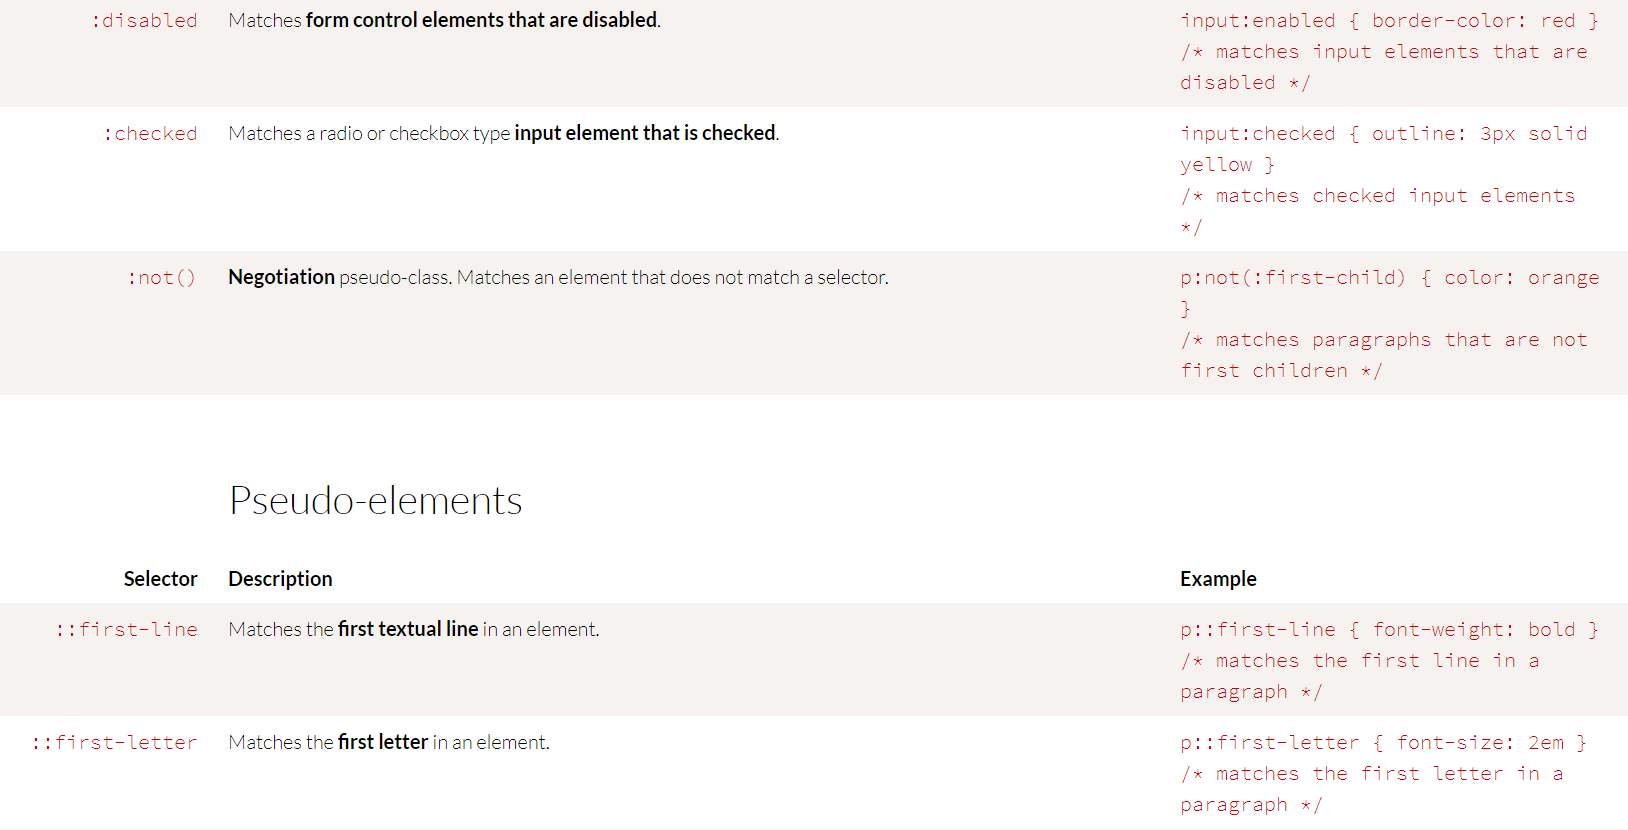 :disabled Matches form control elements that are disabled. input:enabled { border-color: red }
/* matches input elements that are
disabled */
:checked Matches a radio or checkbox type input element that is checked. input:checked { outline: 3px solid
yellow }
/* matches checked input elements
*/
:not() Negotiation pseudo-class. Matches an element that does not match a selector. p:not(:first-child) { color: orange
}
/* matches paragraphs that are not
first children */
Pseudo-elements
Selector Description Example
::first-line Matches the first textual line in an element. p::first-line { font-weight: bold }
/* matches the first line in a
paragraph */
::first-letter Matches the first letter in an element. p::first-letter { font-size: 2em }
/* matches the first letter in a
paragraph */